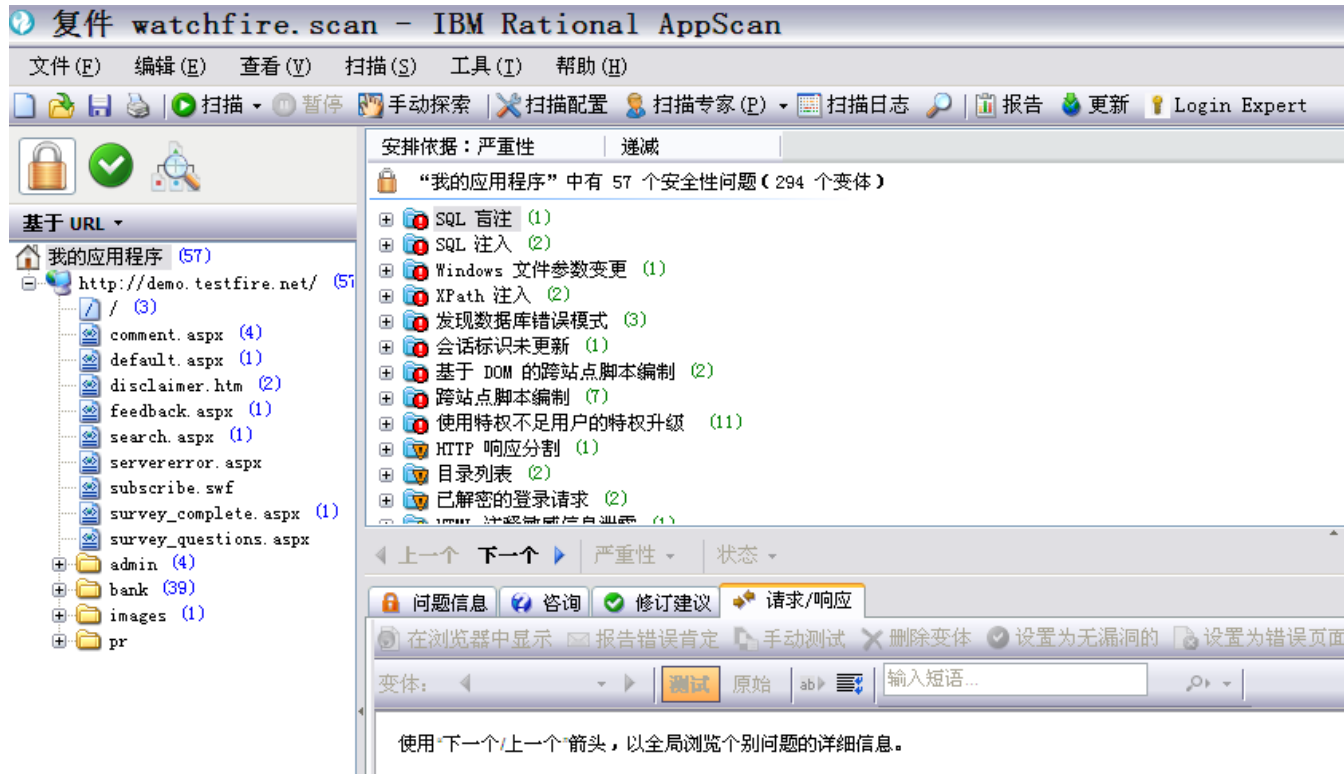 复件 watchfire.scan - IBM Rational AppScan
文件(F) 编辑(E) 查看(V) 扫描(S) 工具(T) 帮助(H)
扫描 暂停 手动探索 扫描配置 扫描专家(P) 扫描日志 报告 更新 Login Expert
安排依据：严重性 递减
“我的应用程序”中有 57 个安全性问题(294 个变体)
基于 URL
我的应用程序 (57)
http://demo.testfire.net/ (57
/ (3)
comment.aspx (4)
default.aspx (1)
disclaimer.htm (2)
feedback.aspx (1)
search.aspx (1)
servererror.aspx
subscribe.swf
survey_complete.aspx (1)
survey_questions.aspx
admin (4)
bank (39)
images (1)
pr
SQL 盲注 (1)
SQL 注入 (2)
Windows 文件参数变更 (1)
XPath 注入 (2)
发现数据库错误模式 (3)
会话标识未更新 (1)
基于 DOM 的跨站点脚本编制 (2)
跨站点脚本编制 (7)
使用特权不足用户的特权升级 (11)
HTTP 响应分割 (1)
目录列表 (2)
已解密的登录请求 (2)
HTML 注释敏感信息泄露 (1)
上一个 下一个 严重性 状态
问题信息 咨询 修订建议 请求/响应
在浏览器中显示 报告错误肯定 手动测试 删除变体 设置为无漏洞的 设置为错误页面
变体： 测试 原始 ab 输入短语...
使用"下一个/上一个"箭头，以全局浏览个别问题的详细信息。